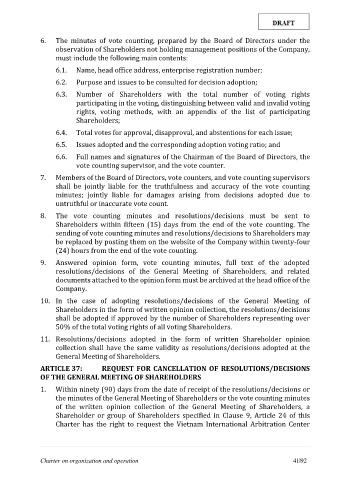 DRAFT
6. The minutes of vote counting, prepared by the Board of Directors under the
observation of Shareholders not holding management positions of the Company,
must include the following main contents:
6.1. Name, head office address, enterprise registration number;
6.2. Purpose and issues to be consulted for decision adoption;
6.3. Number of Shareholders with the total number of voting rights
participating in the voting, distinguishing between valid and invalid voting
rights, voting methods, with an appendix of the list of participating
Shareholders;
6.4. Total votes for approval, disapproval, and abstentions for each issue;
6.5. Issues adopted and the corresponding adoption voting ratio; and
6.6. Full names and signatures of the Chairman of the Board of Directors, the
vote counting supervisor, and the vote counter.
7. Members of the Board of Directors, vote counters, and vote counting supervisors
shall be jointly liable for the truthfulness and accuracy of the vote counting
minutes; jointly liable for damages arising from decisions adopted due to
untruthful or inaccurate vote count.
8. The vote counting minutes and resolutions/decisions must be sent to
Shareholders within fifteen (15) days from the end of the vote counting. The
sending of vote counting minutes and resolutions/decisions to Shareholders may
be replaced by posting them on the website of the Company within twenty-four
(24) hours from the end of the vote counting.
9. Answered opinion form, vote counting minutes, full text of the adopted
resolutions/decisions of the General Meeting of Shareholders, and related
documents attached to the opinion form must be archived at the head office of the
Company.
10. In the case of adopting resolutions/decisions of the General Meeting of
Shareholders in the form of written opinion collection, the resolutions/decisions
shall be adopted if approved by the number of Shareholders representing over
50% of the total voting rights of all voting Shareholders.
11. Resolutions/decisions adopted in the form of written Shareholder opinion
collection shall have the same validity as resolutions/decisions adopted at the
General Meeting of Shareholders.
ARTICLE 37: REQUEST FOR CANCELLATION OF RESOLUTIONS/DECISIONS
OF THE GENERAL MEETING OF SHAREHOLDERS
1. Within ninety (90) days from the date of receipt of the resolutions/decisions or
the minutes of the General Meeting of Shareholders or the vote counting minutes
of the written opinion collection of the General Meeting of Shareholders, a
Shareholder or group of Shareholders specified in Clause 9, Article 24 of this
Charter has the right to request the Vietnam International Arbitration Center
Charter on organization and operation 41|92